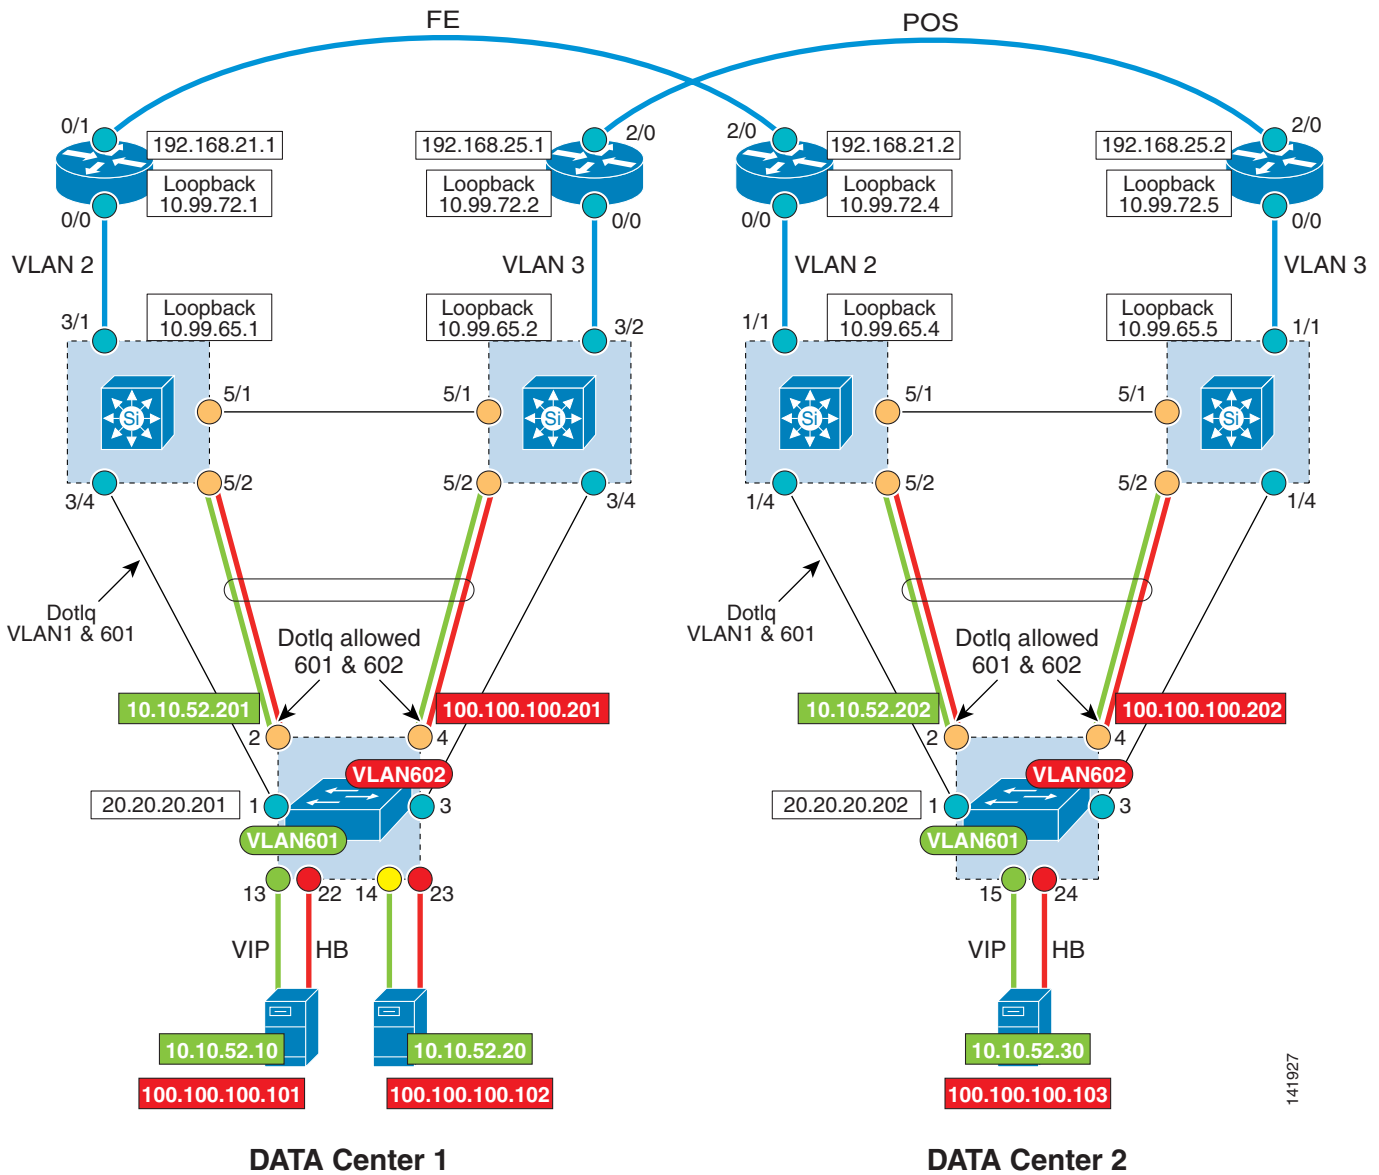 FE
POS
0/1
192.168.21.1
192.168.25.1
2/0
2/0
192.168.21.2
192.168.25.2
2/0
Loopback
10.99.72.1
Loopback
10.99.72.2
Loopback
10.99.72.4
Loopback
10.99.72.5
0/0
0/0
0/0
0/0
VLAN 2
VLAN 3
VLAN 2
VLAN 3
3/1
Loopback
10.99.65.1
Loopback
10.99.65.2
3/2
1/1
Loopback
10.99.65.4
Loopback
10.99.65.5
1/1
Si
5/1
5/1
Si
Si
5/1
5/1
Si
3/4
5/2
5/2
3/4
1/4
5/2
5/2
1/4
DotIq
VLAN1 & 601
DotIq allowed
601 & 602
DotIq
VLAN1 & 601
DotIq allowed
601 & 602
10.10.52.201
100.100.100.201
10.10.52.202
100.100.100.202
2
4
2
4
VLAN602
VLAN602
20.20.20.201
1
3
20.20.20.202
1
3
VLAN601
VLAN601
13
22
14
23
15
24
VIP
HB
VIP
HB
10.10.52.10
10.10.52.20
10.10.52.30
100.100.100.101
100.100.100.102
100.100.100.103
141927
DATA Center 1
DATA Center 2